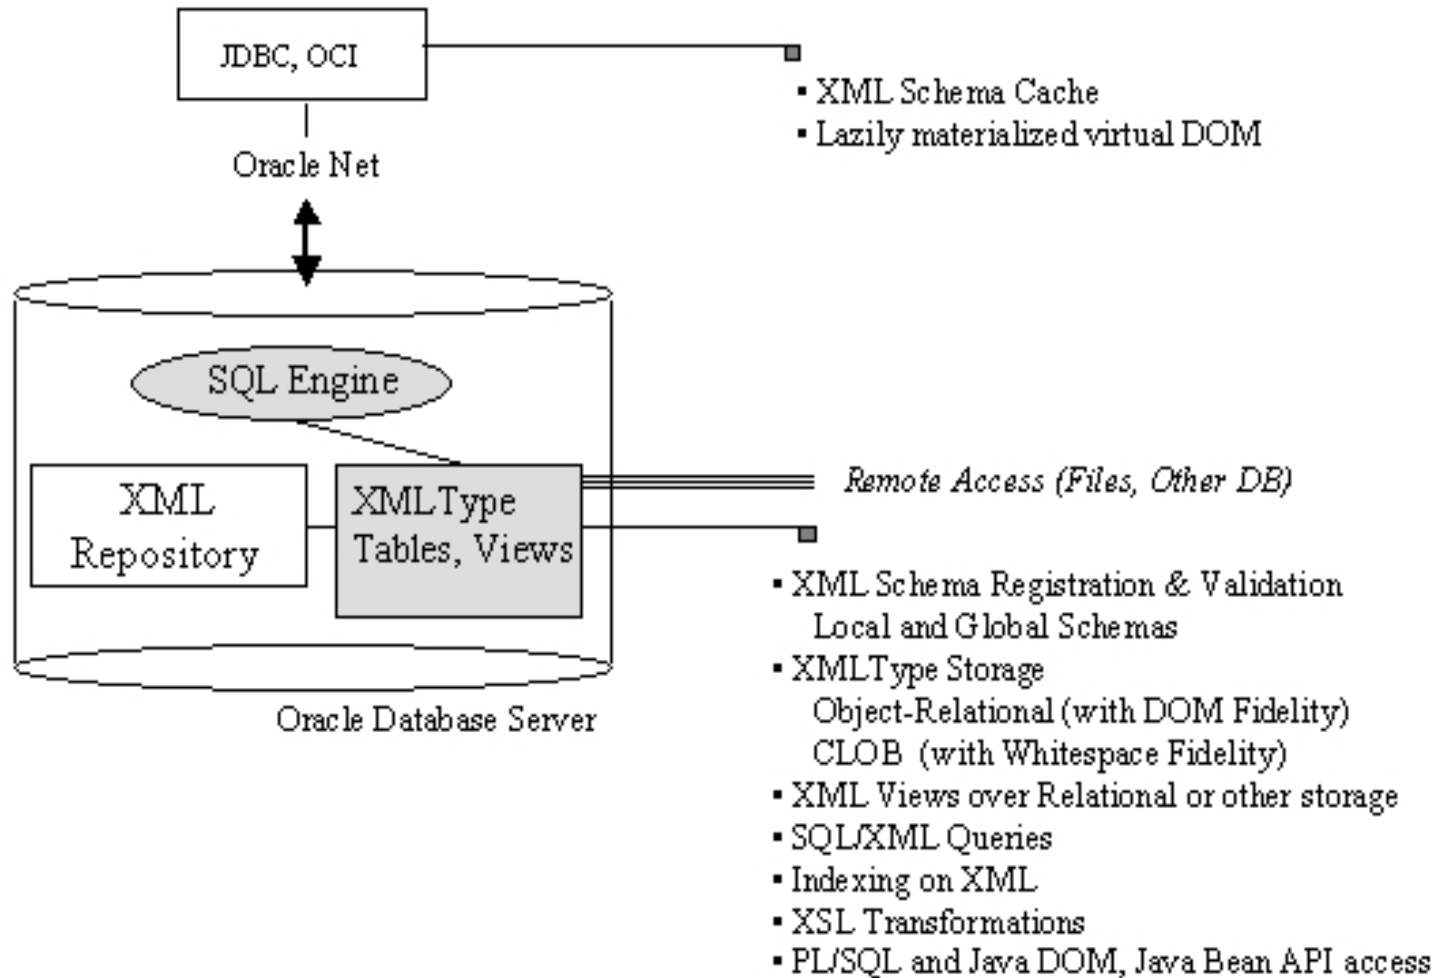 JDBC, OCI
▪ XML Schema Cache
▪ Lazily materialized virtual DOM
Oracle Net
SQL Engine
XML
Repository
XMLType
Tables, Views
Remote Access (Files, Other DB)
Oracle Database Server
▪ XML Schema Registration & Validation
Local and Global Schemas
▪ XMLType Storage
Object-Relational (with DOM Fidelity)
CLOB (with Whitespace Fidelity)
▪ XML Views over Relational or other storage
▪ SQL/XML Queries
▪ Indexing on XML
▪ XSL Transformations
▪ PL/SQL and Java DOM, Java Bean API access